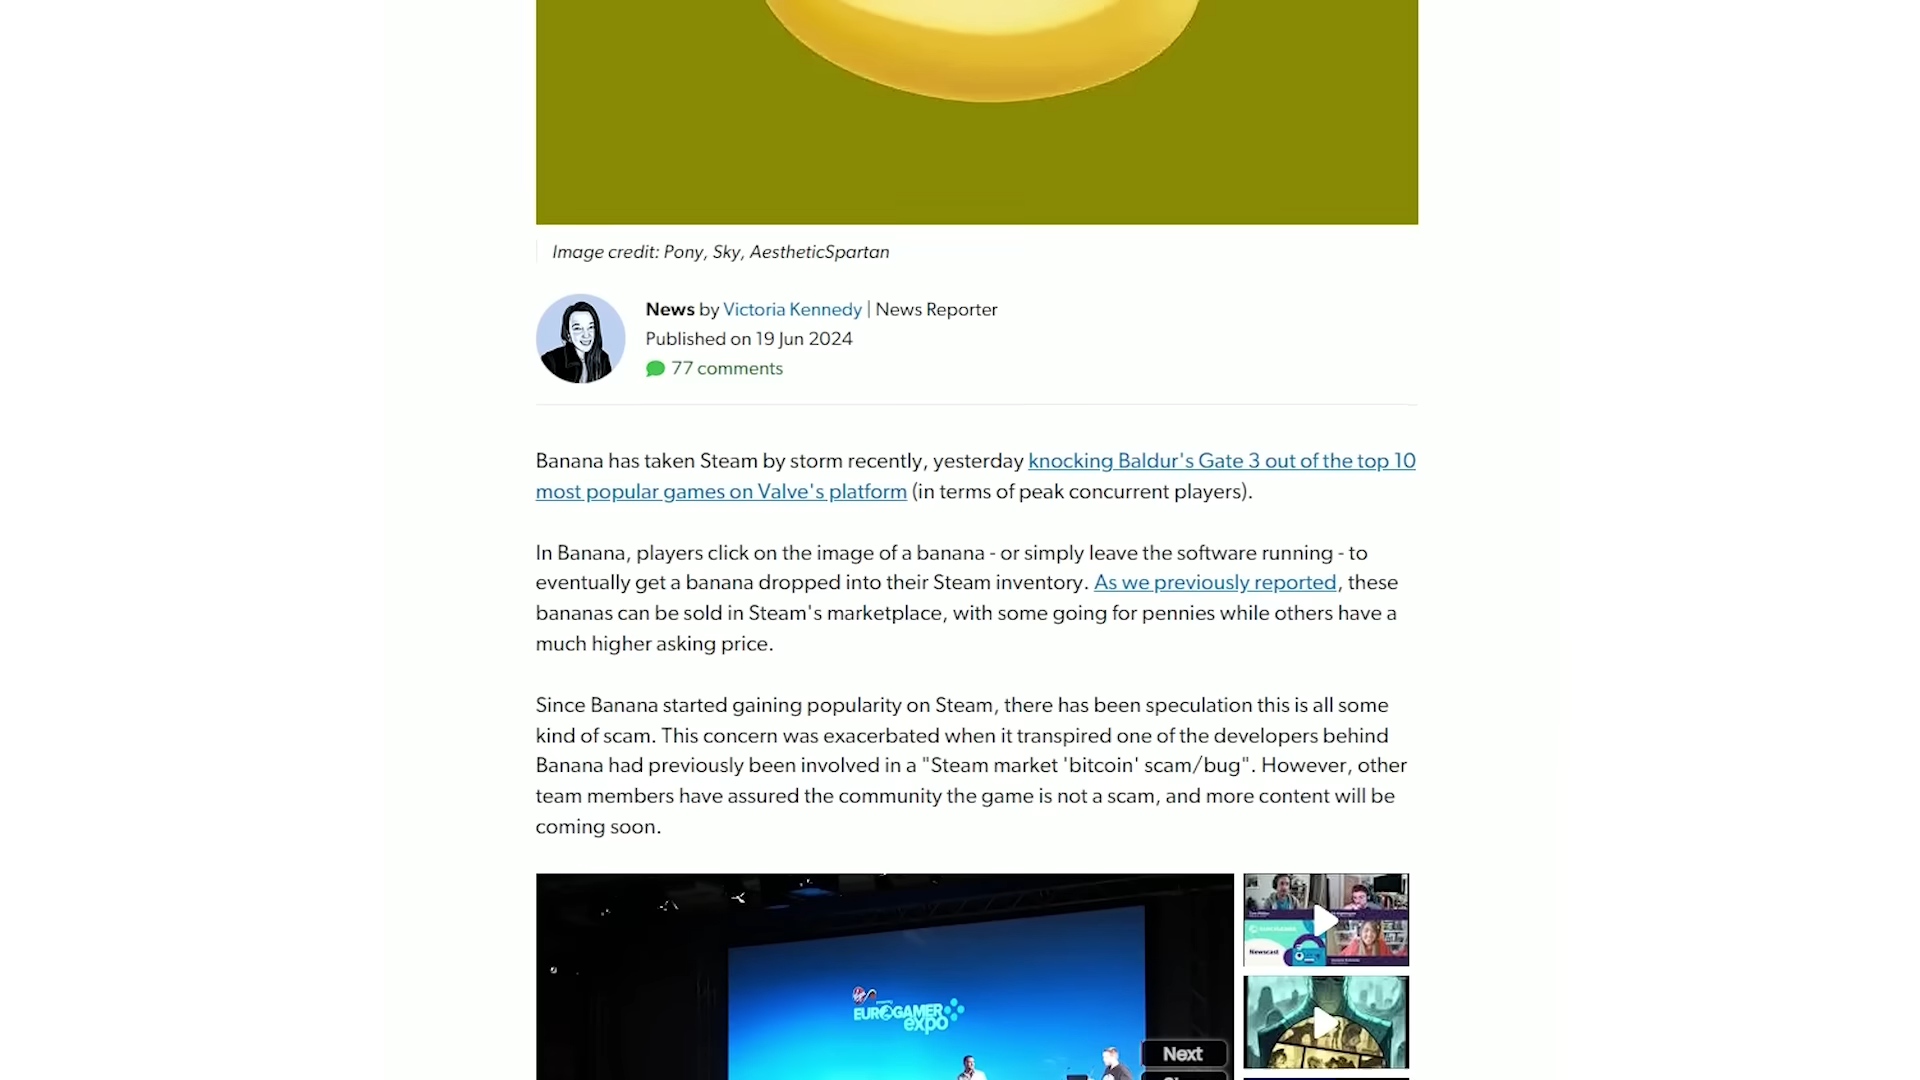 Image credit: Pony, Sky, AestheticSpartan
News by Victoria Kennedy | News Reporter
Published on 19 Jun 2024
77 comments
Banana has taken Steam by storm recently, yesterday knocking Baldur's Gate 3 out of the top 10
most popular games on Valve's platform (in terms of peak concurrent players).
In Banana, players click on the image of a banana - or simply leave the software running - to
eventually get a banana dropped into their Steam inventory. As we previously reported, these
bananas can be sold in Steam's marketplace, with some going for pennies while others have a
much higher asking price.
Since Banana started gaining popularity on Steam, there has been speculation this is all some
kind of scam. This concern was exacerbated when it transpired one of the developers behind
Banana had previously been involved in a "Steam market 'bitcoin' scam/bug". However, other
team members have assured the community the game is not a scam, and more content will be
coming soon.
EUROGAMER
expo
Next
Newscast